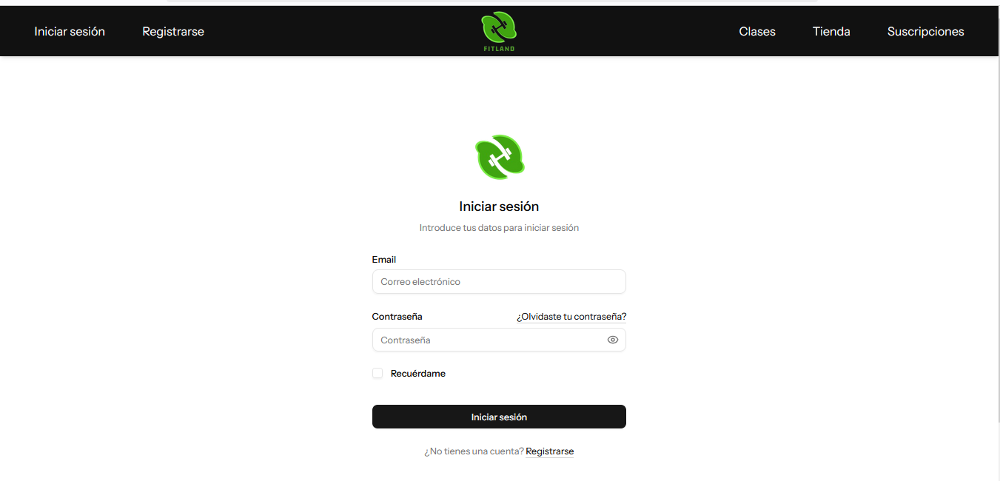 Iniciar sesión Registrarse FITLAND Clases Tienda Suscripciones
Iniciar sesión
Introduce tus datos para iniciar sesión
Email
Correo electrónico
Contraseña ¿Olvidaste tu contraseña?
Contraseña
Recuérdame
Iniciar sesión
¿No tienes una cuenta? Registrarse